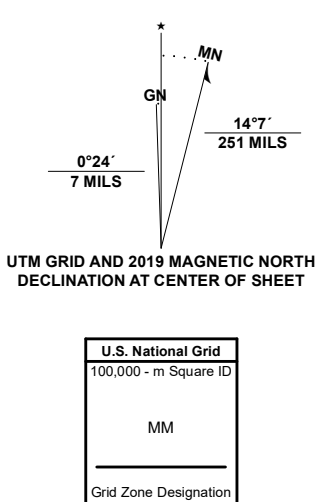 ★
MN
GN
14°7´
251 MILS
0°24´
7 MILS
UTM GRID AND 2019 MAGNETIC NORTH
DECLINATION AT CENTER OF SHEET
U.S. National Grid
100,000 - m Square ID
MM
Grid Zone Designation